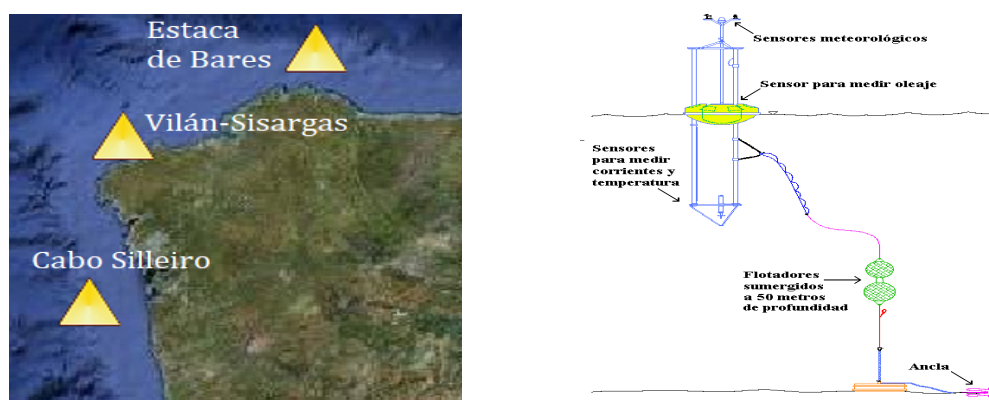 Estaca
de Bares
Vilán-Sisargas
Cabo Silleiro
Sensores meteorológicos
Sensor para medir oleaje
Sensores
para medir
corrientes y
temperatura
Flotadores
sumergidos
a 50 metros
de profundidad
Ancla